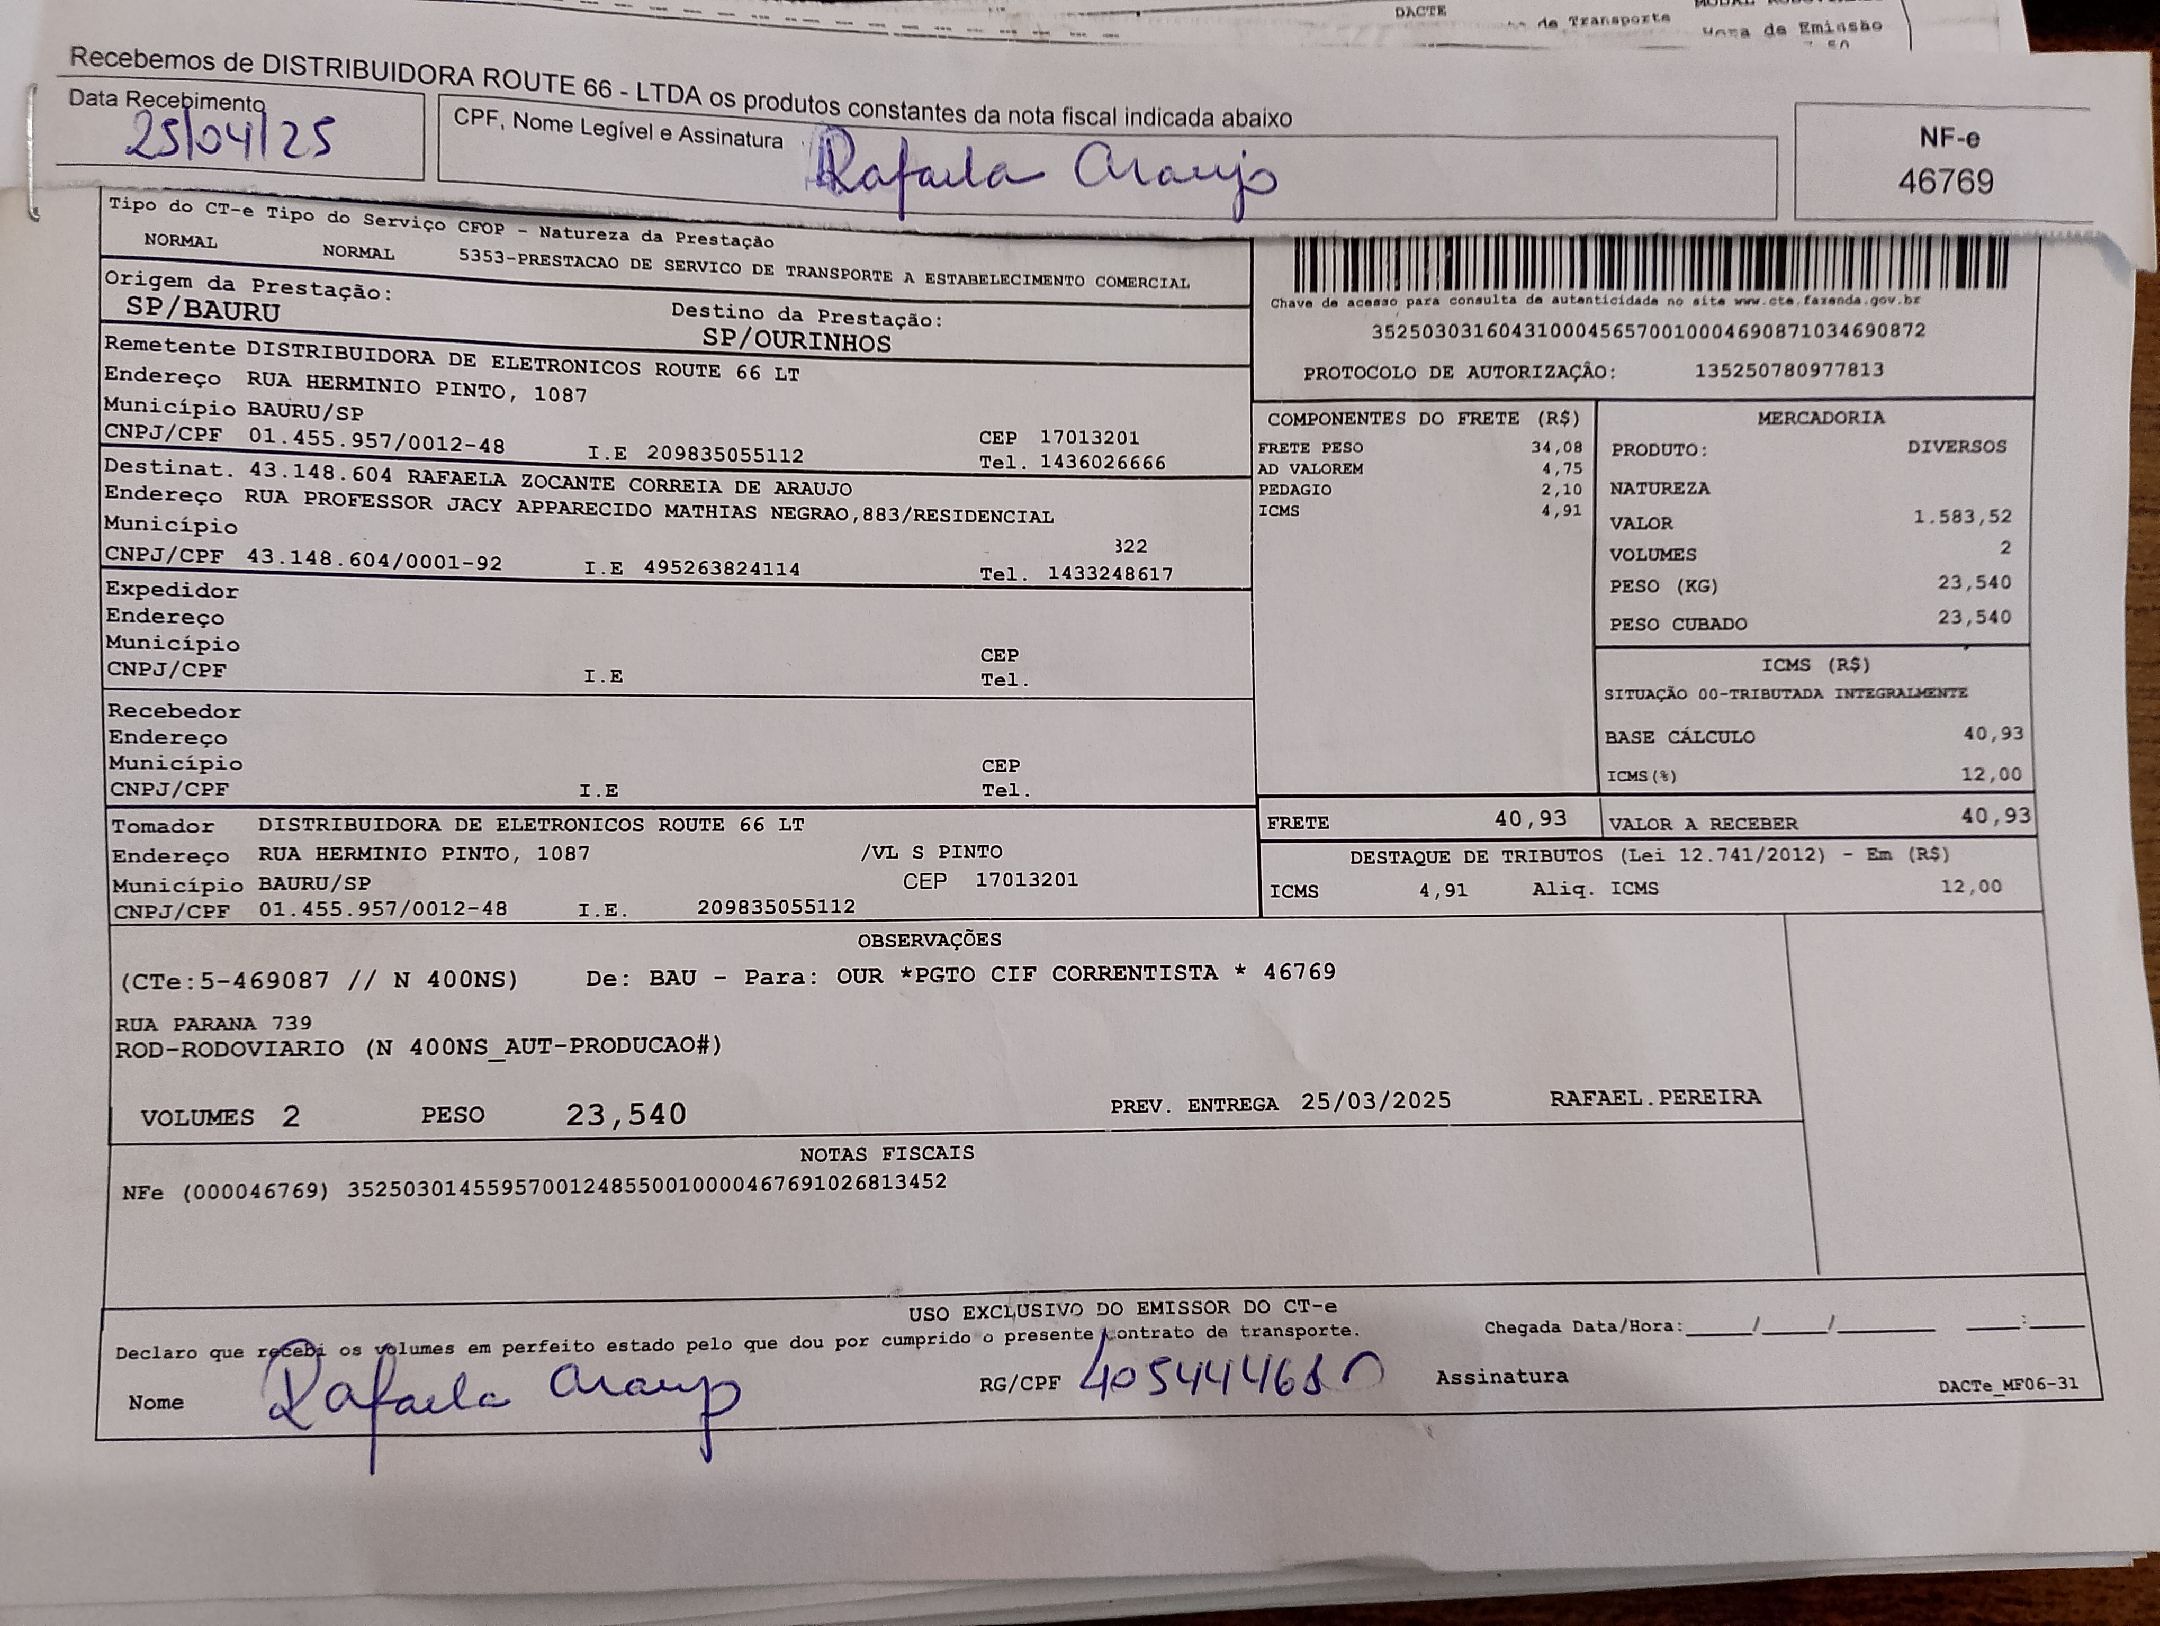 DACTE
de Transporte
Hora de Emissão
Recebemos de DISTRIBUIDORA ROUTE 66 - LTDA os produtos constantes da nota fiscal indicada abaixo
Data Recebimento
25/04/25
CPF, Nome Legível e Assinatura
Rafaela Araujo
NF-e
46769
Tipo do CT-e Tipo do Serviço CFOP - Natureza da Prestação
NORMAL NORMAL 5353-PRESTACAO DE SERVICO DE TRANSPORTE A ESTABELECIMENTO COMERCIAL
Origem da Prestação: Destino da Prestação:
SP/BAURU SP/OURINHOS
Remetente DISTRIBUIDORA DE ELETRONICOS ROUTE 66 LT
Endereço RUA HERMINIO PINTO, 1087
Município BAURU/SP CEP 17013201
CNPJ/CPF 01.455.957/0012-48 I.E 209835055112 Tel. 1436026666
Destinat. 43.148.604 RAFAELA ZOCANTE CORREIA DE ARAUJO
Endereço RUA PROFESSOR JACY APPARECIDO MATHIAS NEGRAO,883/RESIDENCIAL
Município 322
CNPJ/CPF 43.148.604/0001-92 I.E 495263824114 Tel. 1433248617
Expedidor
Endereço
Município CEP
CNPJ/CPF I.E Tel.
Recebedor
Endereço
Município CEP
CNPJ/CPF I.E Tel.
Tomador DISTRIBUIDORA DE ELETRONICOS ROUTE 66 LT
Endereço RUA HERMINIO PINTO, 1087 /VL S PINTO
Município BAURU/SP CEP 17013201
CNPJ/CPF 01.455.957/0012-48 I.E. 209835055112
Chave de acesso para consulta de autenticidade no site www.cte.fazenda.gov.br
35250303160431000456570010004690871034690872
PROTOCOLO DE AUTORIZAÇÂO: 135250780977813
COMPONENTES DO FRETE (R$)
FRETE PESO 34,08
AD VALOREM 4,75
PEDAGIO 2,10
ICMS 4,91
MERCADORIA
PRODUTO: DIVERSOS
NATUREZA
VALOR 1.583,52
VOLUMES 2
PESO (KG) 23,540
PESO CUBADO 23,540
ICMS (R$)
SITUAÇÃO 00-TRIBUTADA INTEGRALMENTE
BASE CÁLCULO 40,93
ICMS(%) 12,00
FRETE 40,93 VALOR A RECEBER 40,93
DESTAQUE DE TRIBUTOS (Lei 12.741/2012) - Em (R$)
ICMS 4,91 Aliq. ICMS 12,00
OBSERVAÇÕES
(CTe:5-469087 // N 400NS) De: BAU - Para: OUR *PGTO CIF CORRENTISTA * 46769
RUA PARANA 739
ROD-RODOVIARIO (N 400NS_AUT-PRODUCAO#)
VOLUMES 2 PESO 23,540 PREV. ENTREGA 25/03/2025 RAFAEL.PEREIRA
NOTAS FISCAIS
NFe (000046769) 35250301455957001248550010000467691026813452
USO EXCLUSIVO DO EMISSOR DO CT-e
Declaro que recebi os volumes em perfeito estado pelo que dou por cumprido o presente contrato de transporte. Chegada Data/Hora:____/____/______ ___:___
Nome Rafaela Araujo RG/CPF Assinatura
DACTe_MF06-31